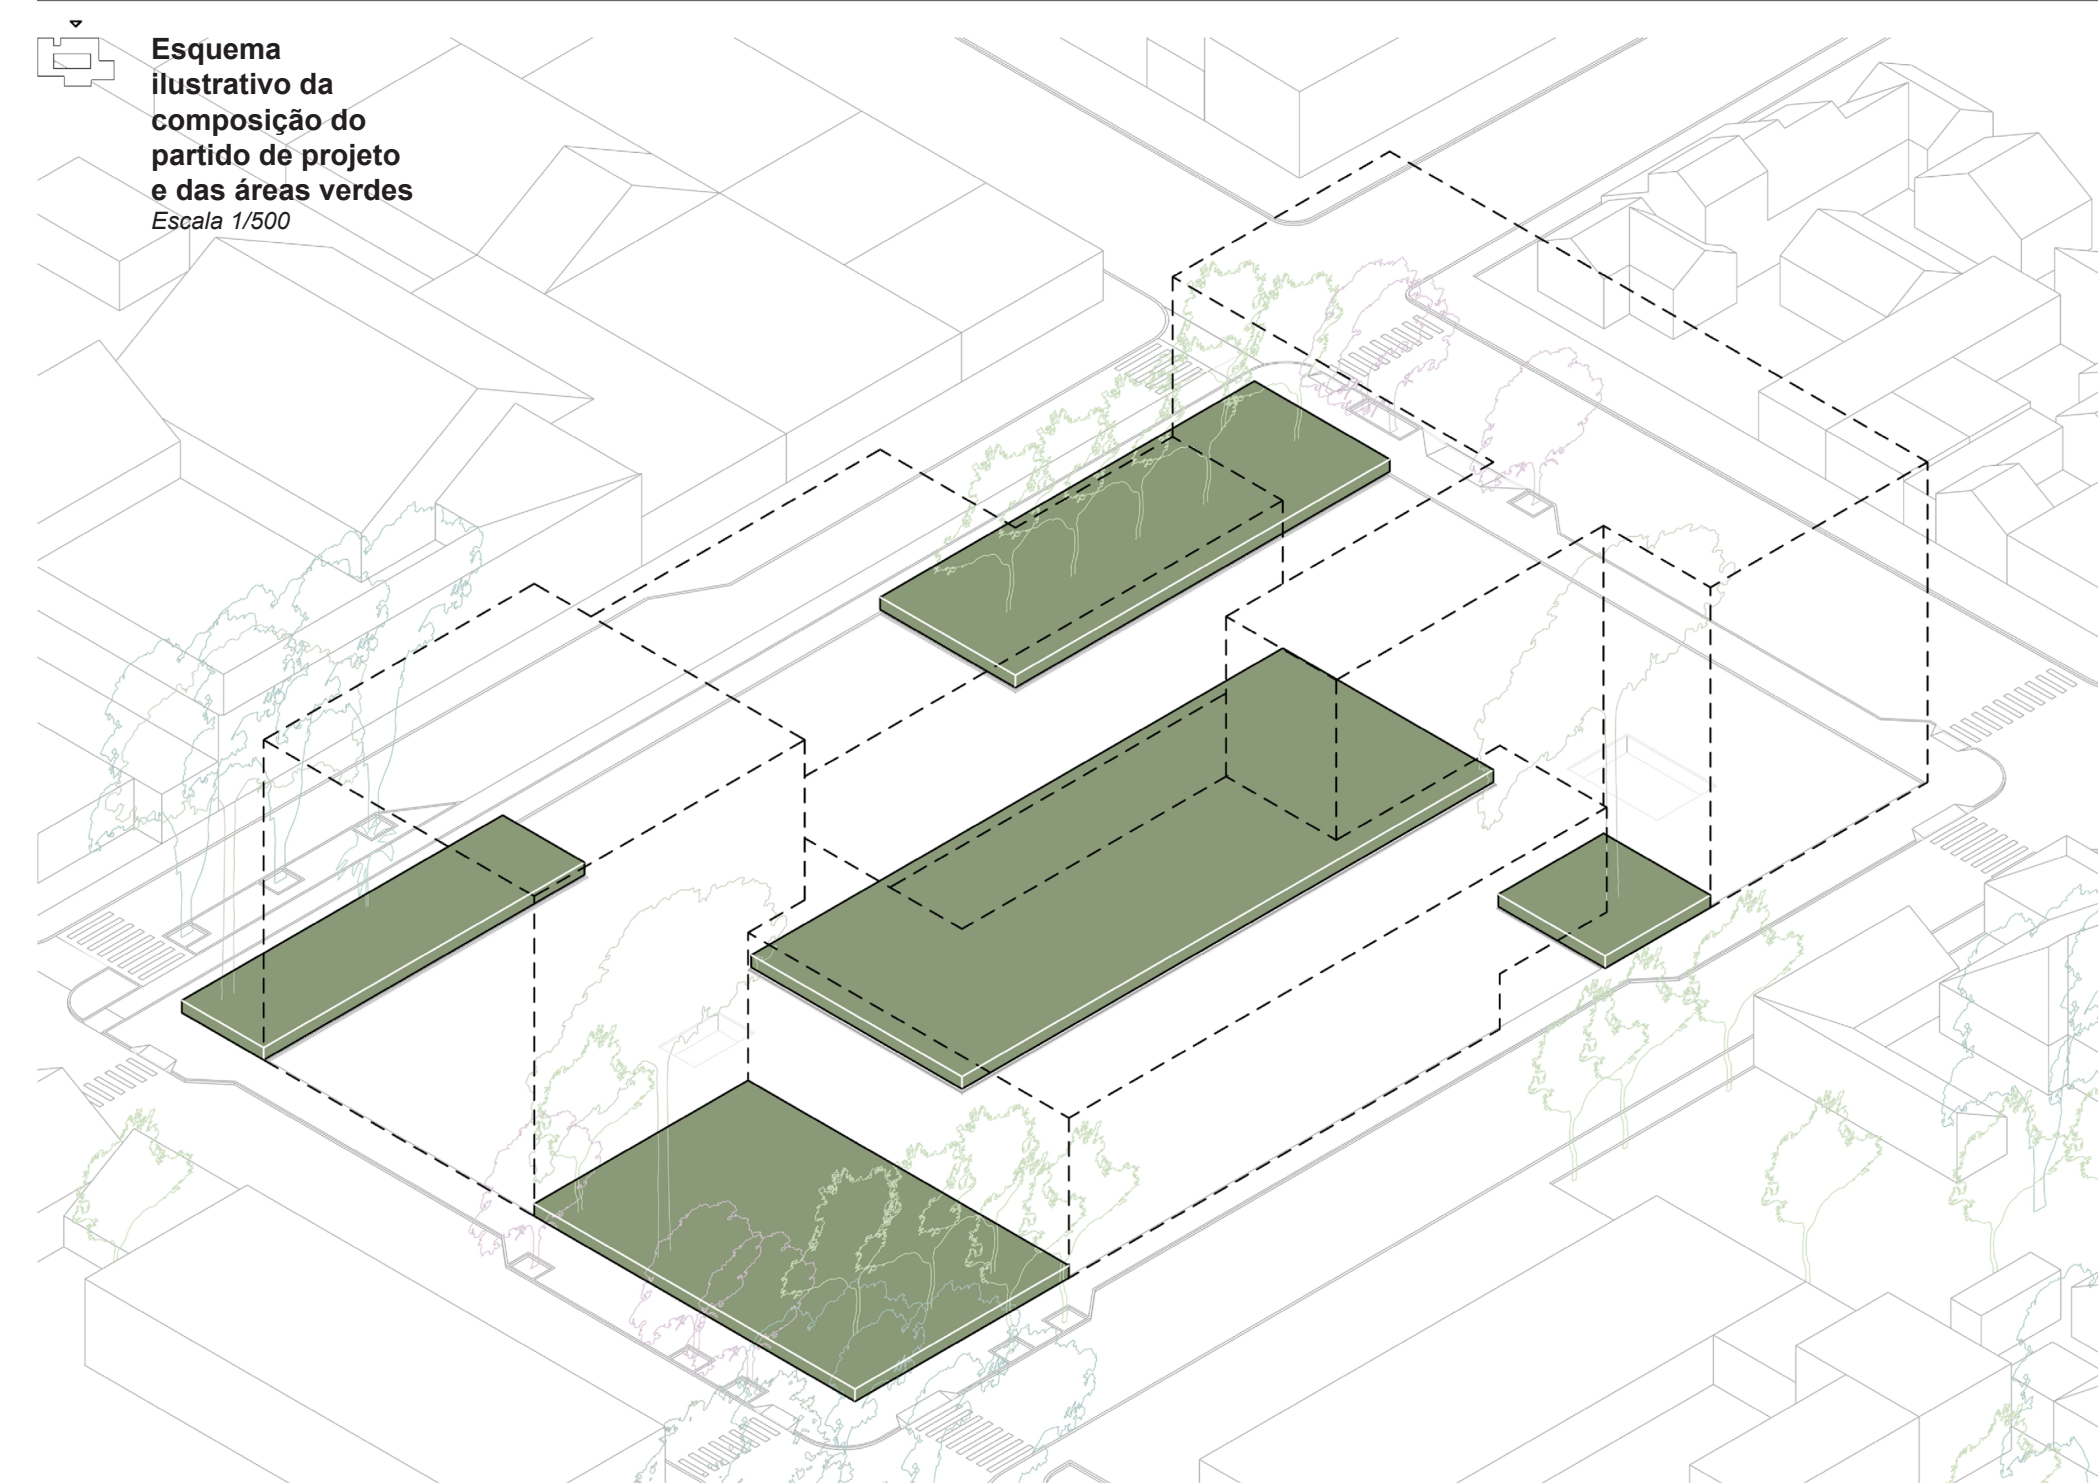 Esquema
ilustrativo da
composição do
partido de projeto
e das áreas verdes
Escala 1/500